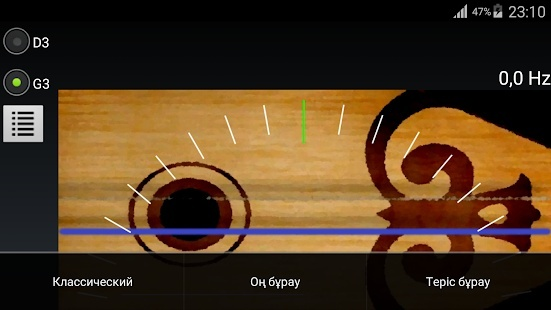 47% 23:10
D3
G3
0,0 Hz
Классический Оң бұрау Теріс бұрау